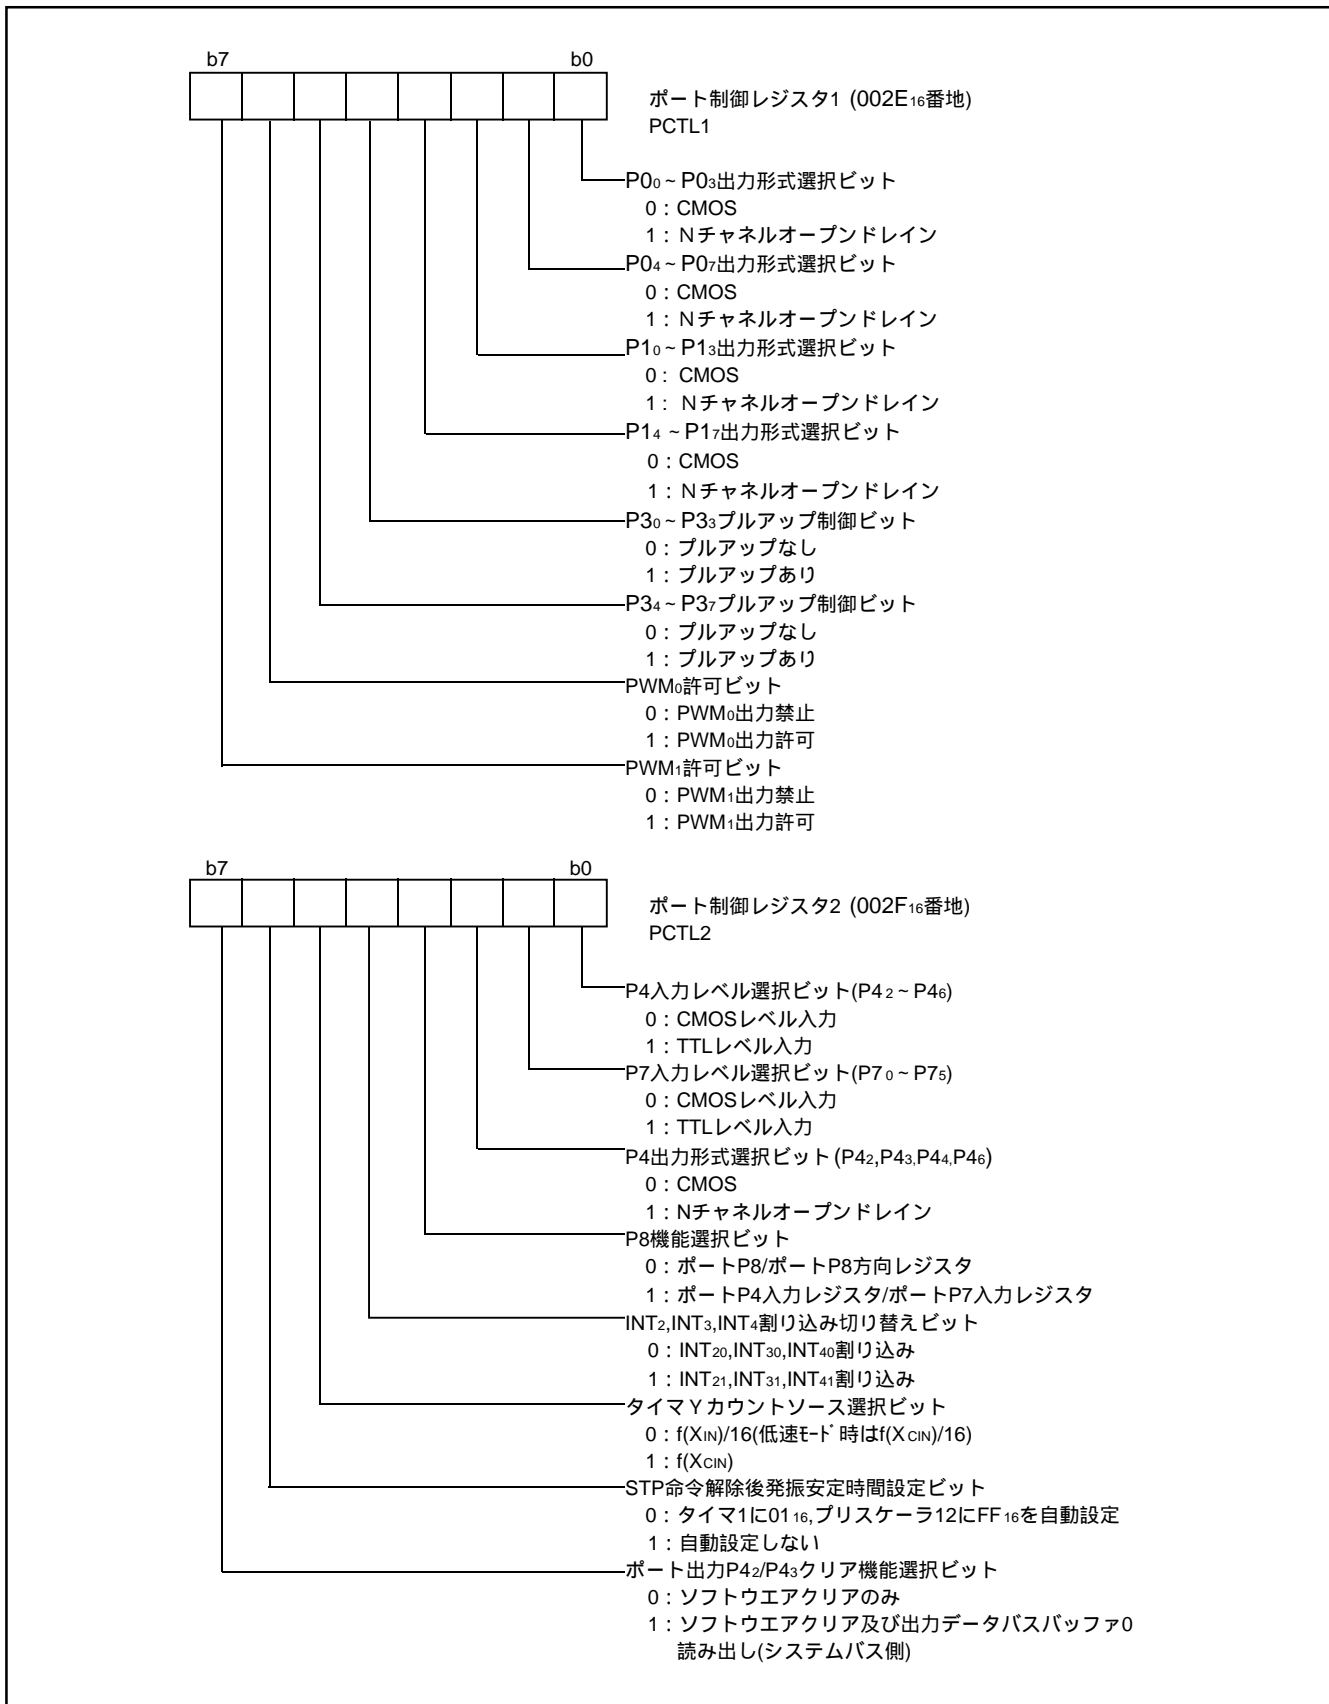 b7 b0
ポート制御レジスタ1 (002E16番地)
PCTL1
P00 ~ P03出力形式選択ビット
0 : CMOS
1 : Nチャネルオープンドレイン
P04 ~ P07出力形式選択ビット
0 : CMOS
1 : Nチャネルオープンドレイン
P10 ~ P13出力形式選択ビット
0 : CMOS
1 : Nチャネルオープンドレイン
P14 ~ P17出力形式選択ビット
0 : CMOS
1 : Nチャネルオープンドレイン
P30 ~ P33プルアップ制御ビット
0 : プルアップなし
1 : プルアップあり
P34 ~ P37プルアップ制御ビット
0 : プルアップなし
1 : プルアップあり
PWM0許可ビット
0 : PWM0出力禁止
1 : PWM0出力許可
PWM1許可ビット
0 : PWM1出力禁止
1 : PWM1出力許可
b7 b0
ポート制御レジスタ2 (002F16番地)
PCTL2
P4入力レベル選択ビット(P42 ~ P46)
0 : CMOSレベル入力
1 : TTLレベル入力
P7入力レベル選択ビット(P70 ~ P75)
0 : CMOSレベル入力
1 : TTLレベル入力
P4出力形式選択ビット(P42,P43,P44,P46)
0 : CMOS
1 : Nチャネルオープンドレイン
P8機能選択ビット
0 : ポートP8/ポートP8方向レジスタ
1 : ポートP4入力レジスタ/ポートP7入力レジスタ
INT2,INT3,INT4割り込み切り替えビット
0 : INT20,INT30,INT40割り込み
1 : INT21,INT31,INT41割り込み
タイマYカウントソース選択ビット
0 : f(XIN)/16(低速ﾓｰﾄﾞ時はf(XCIN)/16)
1 : f(XCIN)
STP命令解除後発振安定時間設定ビット
0 : タイマ1に0116,プリスケーラ12にFF16を自動設定
1 : 自動設定しない
ポート出力P42/P43クリア機能選択ビット
0 : ソフトウエアクリアのみ
1 : ソフトウエアクリア及び出力データバスバッファ0
読み出し(システムバス側)